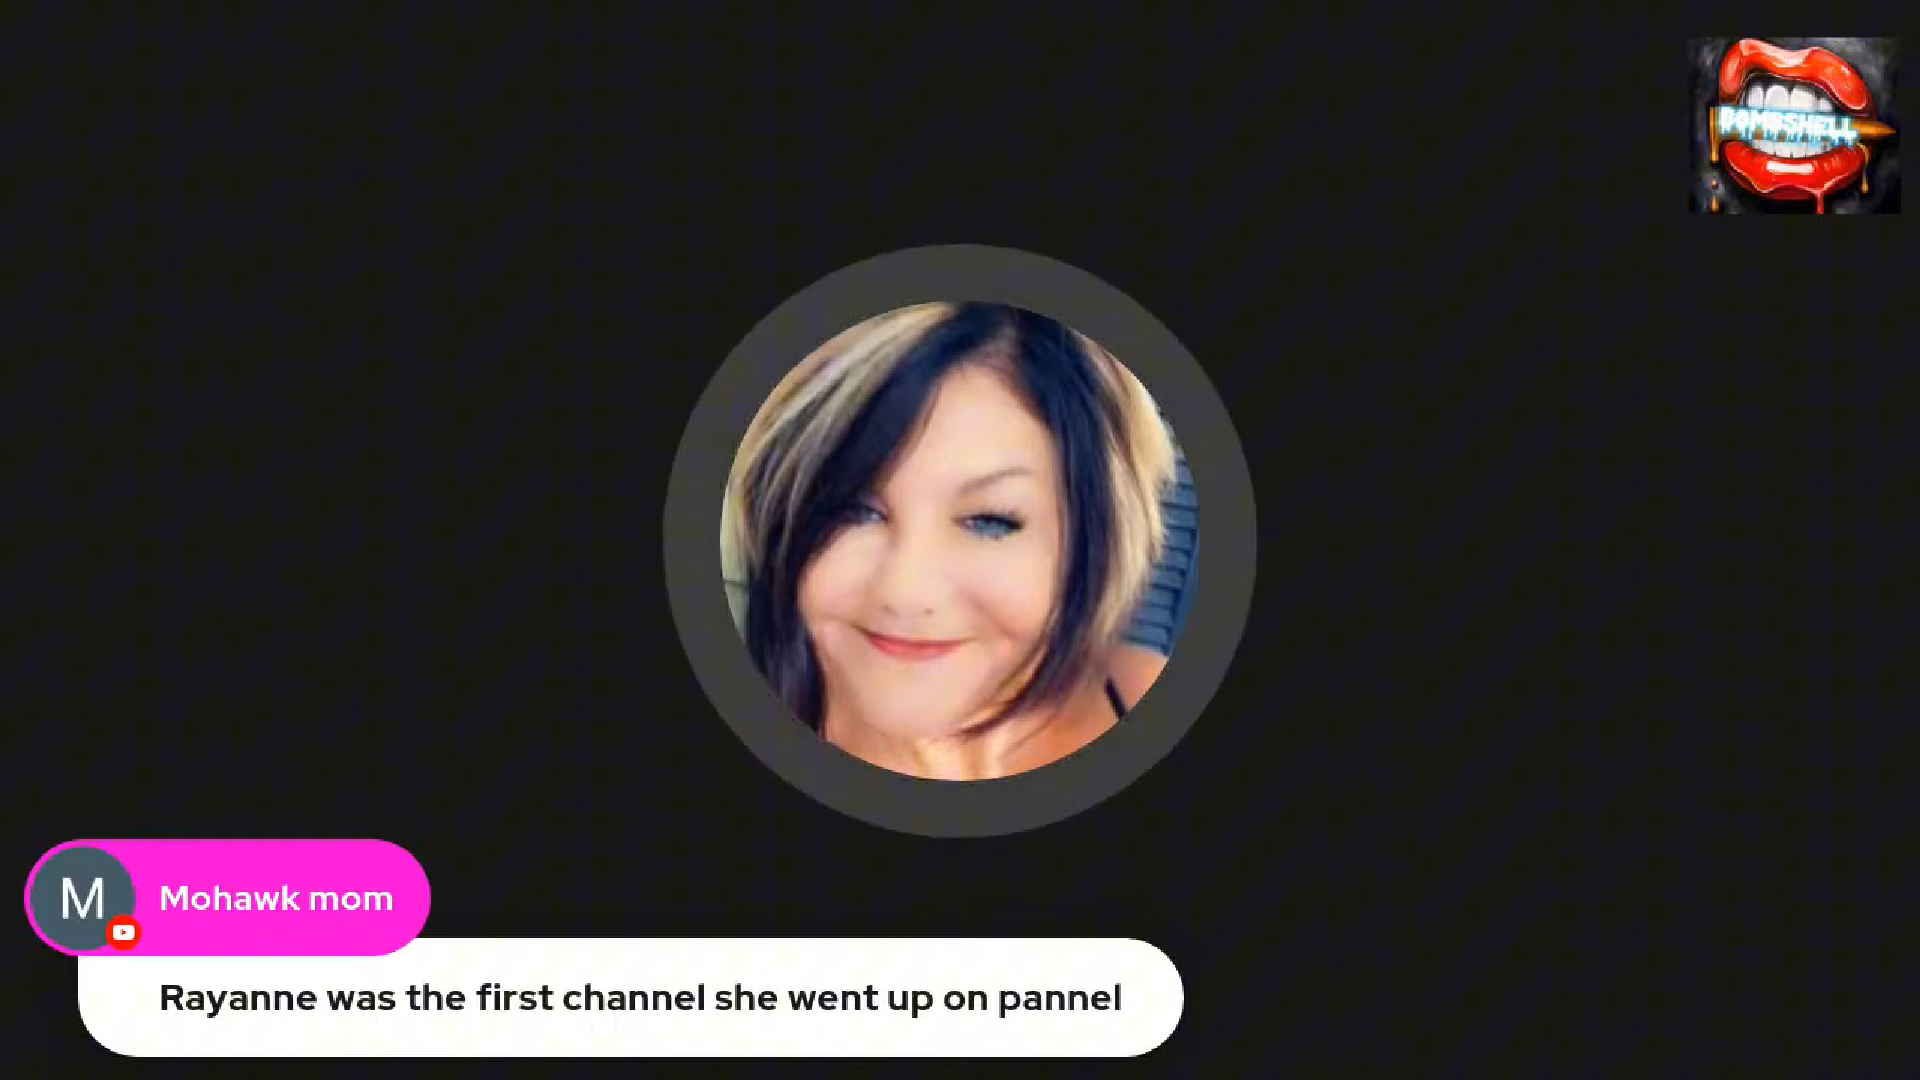 BOMBSHELL
M
Mohawk mom
Rayanne was the first channel she went up on pannel